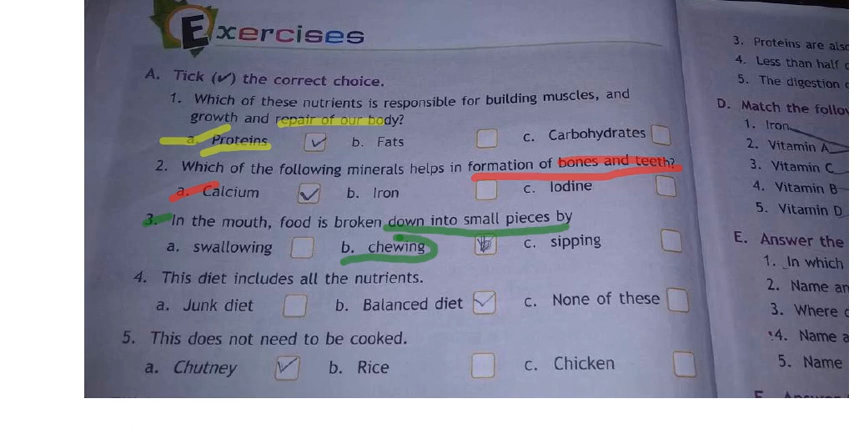 Exercises
A. Tick (✓) the correct choice.
1. Which of these nutrients is responsible for building muscles, and
growth and repair of our body?
a. Proteins ✓ b. Fats c. Carbohydrates
2. Which of the following minerals helps in formation of bones and teeth?
a. Calcium ✓ b. Iron c. Iodine
3. In the mouth, food is broken down into small pieces by
a. swallowing b. chewing c. sipping
4. This diet includes all the nutrients.
a. Junk diet b. Balanced diet ✓ c. None of these
5. This does not need to be cooked.
a. Chutney ✓ b. Rice c. Chicken
3. Proteins are
4. Less than half
5. The digestion
D. Match the
1. Iron
2. Vitamin A
3. Vitamin C
4. Vitamin B
5. Vitamin D
E. Answer the
1. In which
2. Name
3. Where
4. Name
5. Name